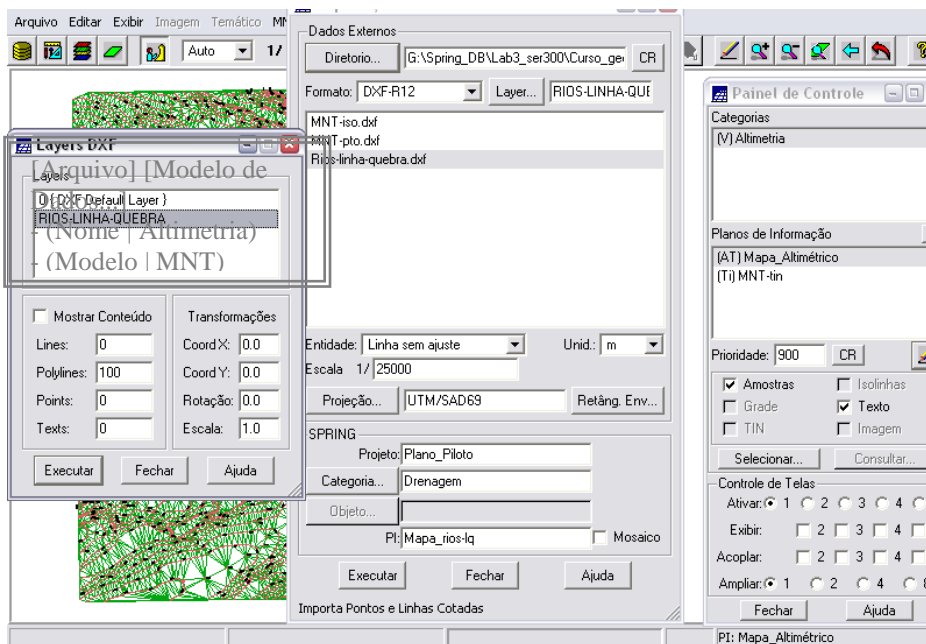 Arquivo Editar Exibir Imagem Temático
Auto 1/
Layers DXF
Layers
0 { DXF Default Layer }
RIOS-LINHA-QUEBRA
[Arquivo] [Modelo de
Dados...]
- (Nome | Altimetria)
- (Modelo | MNT)
Mostrar Conteúdo
Lines: 0
Polylines: 100
Points: 0
Texts: 0
Transformações
Coord X: 0.0
Coord Y: 0.0
Rotação: 0.0
Escala: 1.0
Executar Fechar Ajuda
Dados Externos
Diretorio... G:\Spring_DB\Lab3_ser300\Curso_ge CR
Formato: DXF-R12 Layer... RIOS-LINHA-QUE
MNT-iso.dxf
MNT-pto.dxf
Rios-linha-quebra.dxf
Entidade: Linha sem ajuste Unid.: m
Escala 1/ 25000
Projeção... UTM/SAD69 Retâng. Env...
SPRING
Projeto: Plano_Piloto
Categoria... Drenagem
Objeto...
PI: Mapa_rios-lq Mosaico
Executar Fechar Ajuda
Importa Pontos e Linhas Cotadas
Painel de Controle
Categorias
(V) Altimetria
Planos de Informação
(AT) Mapa_Altimétrico
(Ti) MNT-tin
Prioridade: 900 CR
Amostras Isolinhas
Grade Texto
TIN Imagem
Selecionar... Consultar...
Controle de Telas
Ativar: 1 2 3 4
Exibir: 2 3 4
Acoplar: 2 3 4
Ampliar: 1 2 4 8
Fechar Ajuda
PI: Mapa_Altimétrico